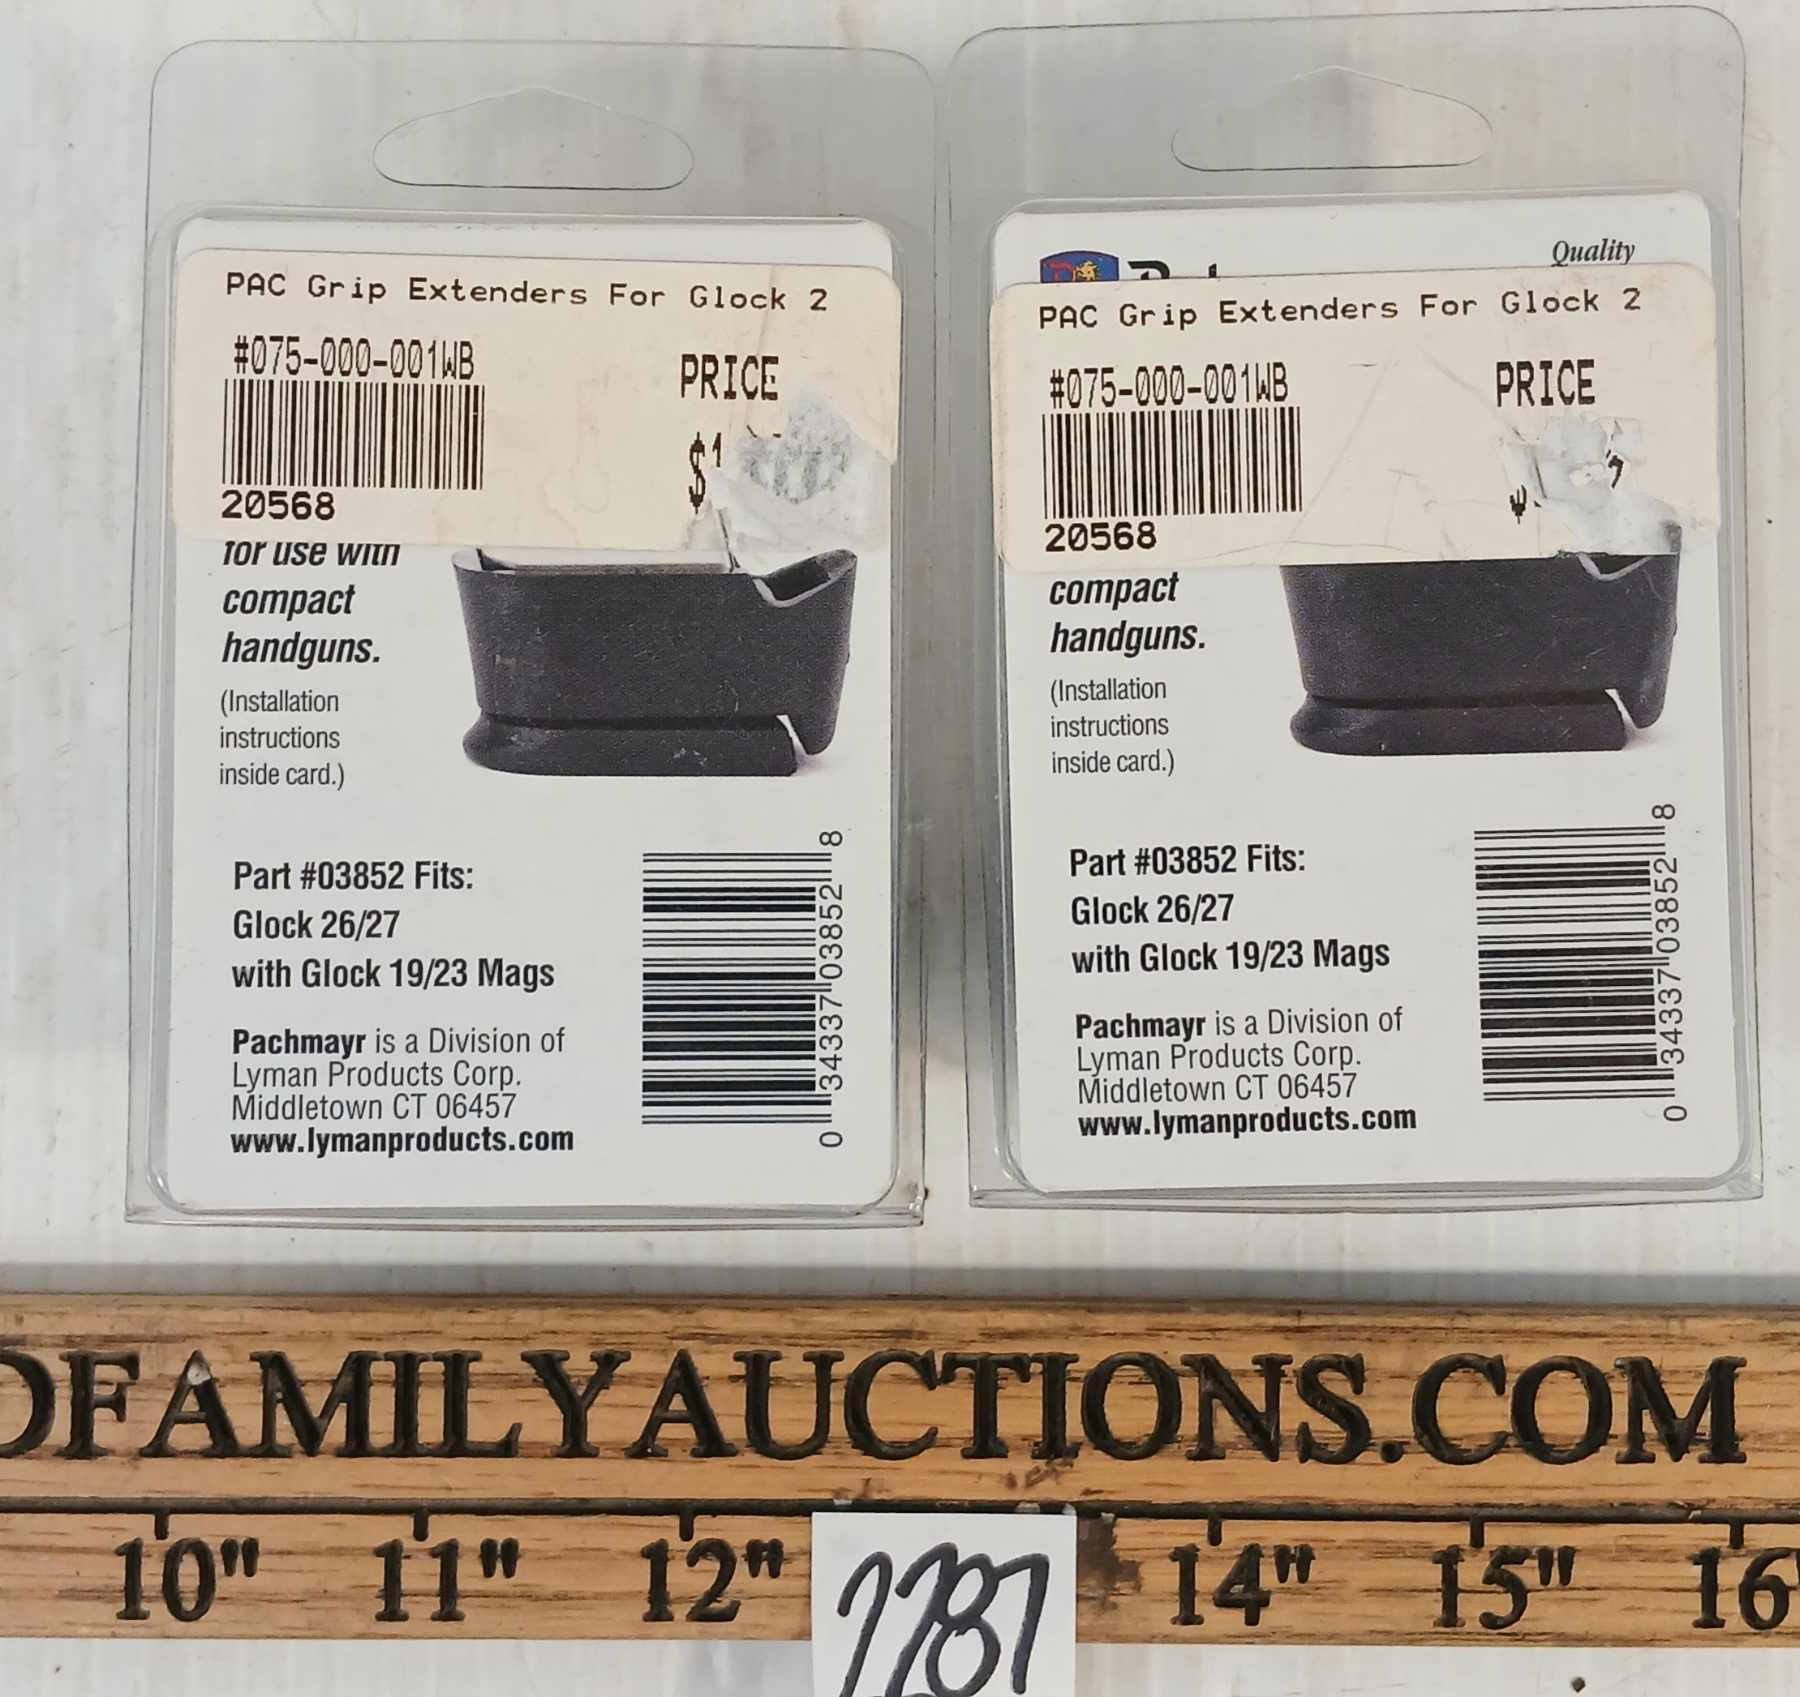 PAC Grip Extenders For Glock 2
#075-000-001WB
PRICE
20568
for use with
compact
handguns.
(Installation
instructions
inside card.)
Part #03852 Fits:
Glock 26/27
with Glock 19/23 Mags
Pachmayr is a Division of
Lyman Products Corp.
Middletown CT 06457
www.lymanproducts.com
0 34337 03852 8
Quality
PAC Grip Extenders For Glock 2
#075-000-001WB
PRICE
20568
compact
handguns.
(Installation
instructions
inside card.)
Part #03852 Fits:
Glock 26/27
with Glock 19/23 Mags
Pachmayr is a Division of
Lyman Products Corp.
Middletown CT 06457
www.lymanproducts.com
0 34337 03852 8
DFAMILYAUCTIONS.COM
10" 11" 12" 14" 15" 16"
2787